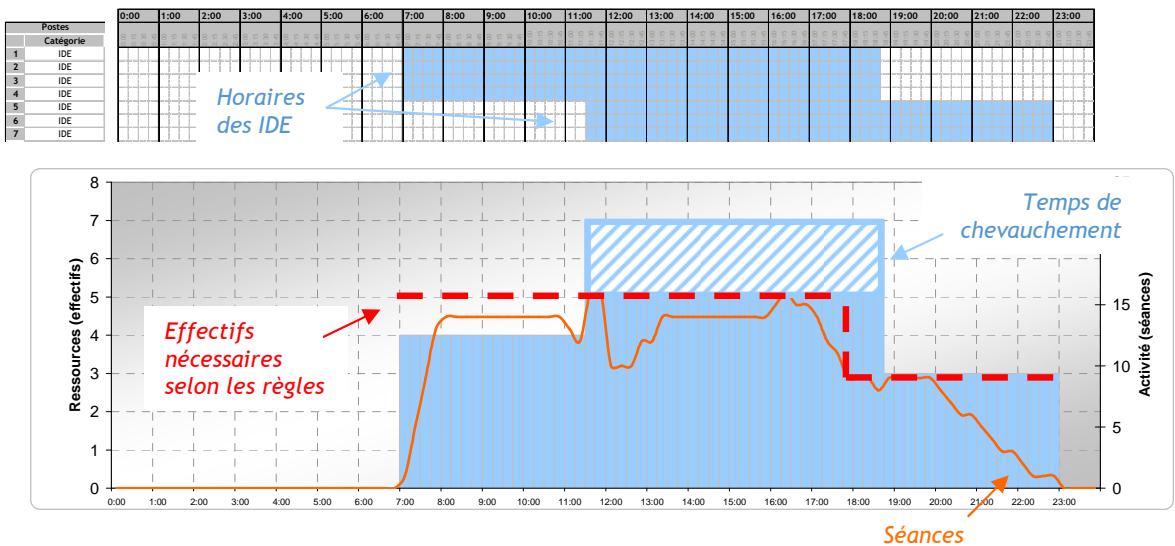 0:00 1:00 2:00 3:00 4:00 5:00 6:00 7:00 8:00 9:00 10:00 11:00 12:00 13:00 14:00 15:00 16:00 17:00 18:00 19:00 20:00 21:00 22:00 23:00
Postes
Catégorie
1 IDE
2 IDE
3 IDE
4 IDE
5 IDE
6 IDE
7 IDE
Horaires
des IDE
8
7
6
5
4
3
2
1
0
Ressources (effectifs)
Temps de
chevauchement
Effectifs
nécessaires
selon les règles
15
10
5
0
Activité (séances)
0:00 1:00 2:00 3:00 4:00 5:00 6:00 7:00 8:00 9:00 10:00 11:00 12:00 13:00 14:00 15:00 16:00 17:00 18:00 19:00 20:00 21:00 22:00 23:00
Séances